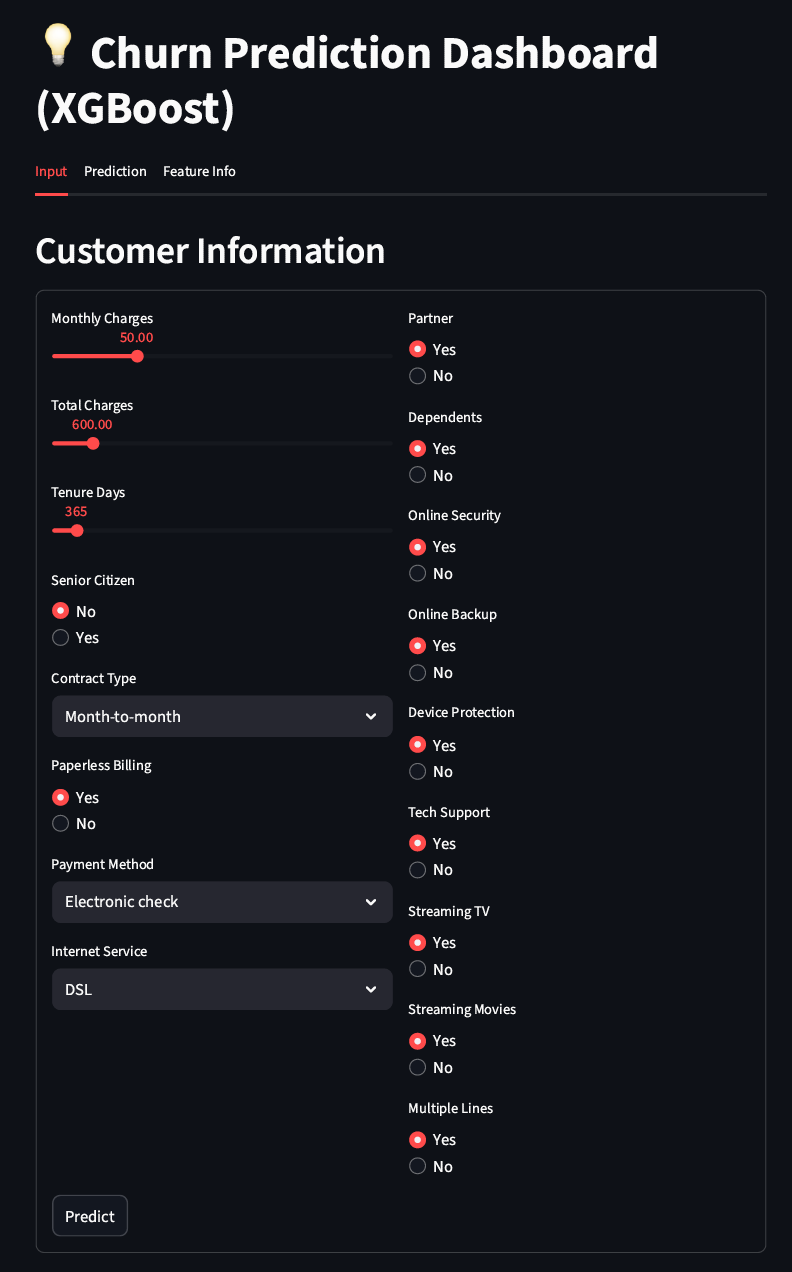 💡 Churn Prediction Dashboard
(XGBoost)
Input Prediction Feature Info
Customer Information
Monthly Charges
50.00
Total Charges
600.00
Tenure Days
365
Senior Citizen
No
Yes
Contract Type
Month-to-month
Paperless Billing
Yes
No
Payment Method
Electronic check
Internet Service
DSL
Partner
Yes
No
Dependents
Yes
No
Online Security
Yes
No
Online Backup
Yes
No
Device Protection
Yes
No
Tech Support
Yes
No
Streaming TV
Yes
No
Streaming Movies
Yes
No
Multiple Lines
Yes
No
Predict